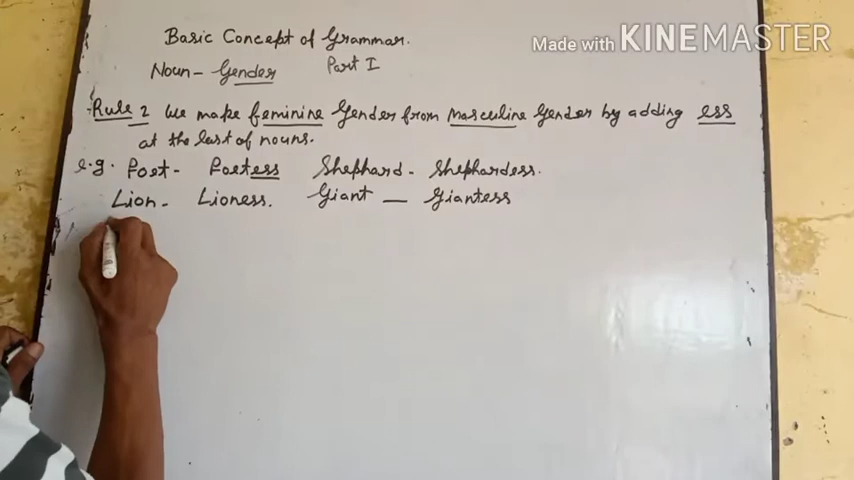 Basic Concept of Grammar.
Made with KINEMASTER
Noun- Gender Part I
Rule 2 We make feminine Gender from Masculine Gender by adding ess
at the last of nouns.
e.g. Poet- Poetess Shephard- Shephardess.
Lion- Lioness. Giant — Giantess